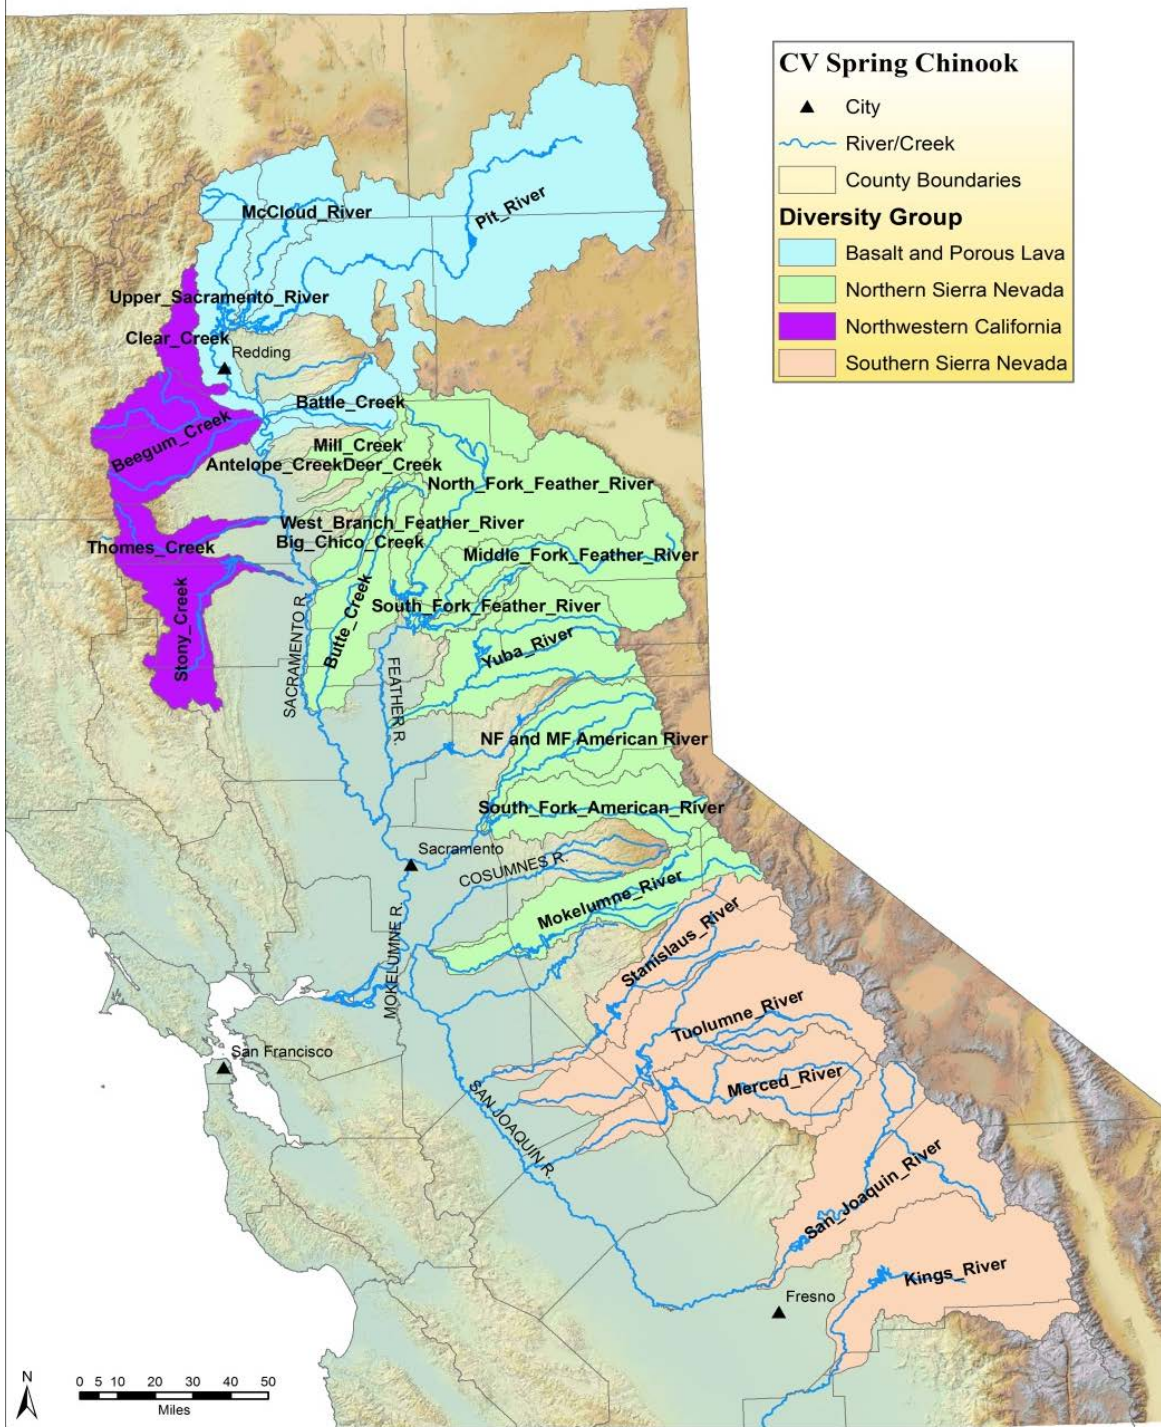 CV Spring Chinook
City
River/Creek
County Boundaries
Diversity Group
Basalt and Porous Lava
Northern Sierra Nevada
Northwestern California
Southern Sierra Nevada
McCloud_River
Pit_River
Upper_Sacramento_River
Clear_Creek
Redding
Battle_Creek
Beegum_Creek
Mill_Creek
Antelope_Creek
Deer_Creek
North_Fork_Feather_River
West_Branch_Feather_River
Big_Chico_Creek
Thomes_Creek
Middle_Fork_Feather_River
Stony_Creek
SACRAMENTO R.
Butte_Creek
South_Fork_Feather_River
Yuba_River
FEATHER R.
NF and MF American River
South_Fork_American_River
Sacramento
COSUMNES R.
Mokelumne_River
MOKELUMNE R.
Stanislaus_River
Tuolumne_River
San Francisco
Merced_River
SAN JOAQUIN R.
San_Joaquin_River
Kings_River
Fresno
N
0 5 10 20 30 40 50
Miles